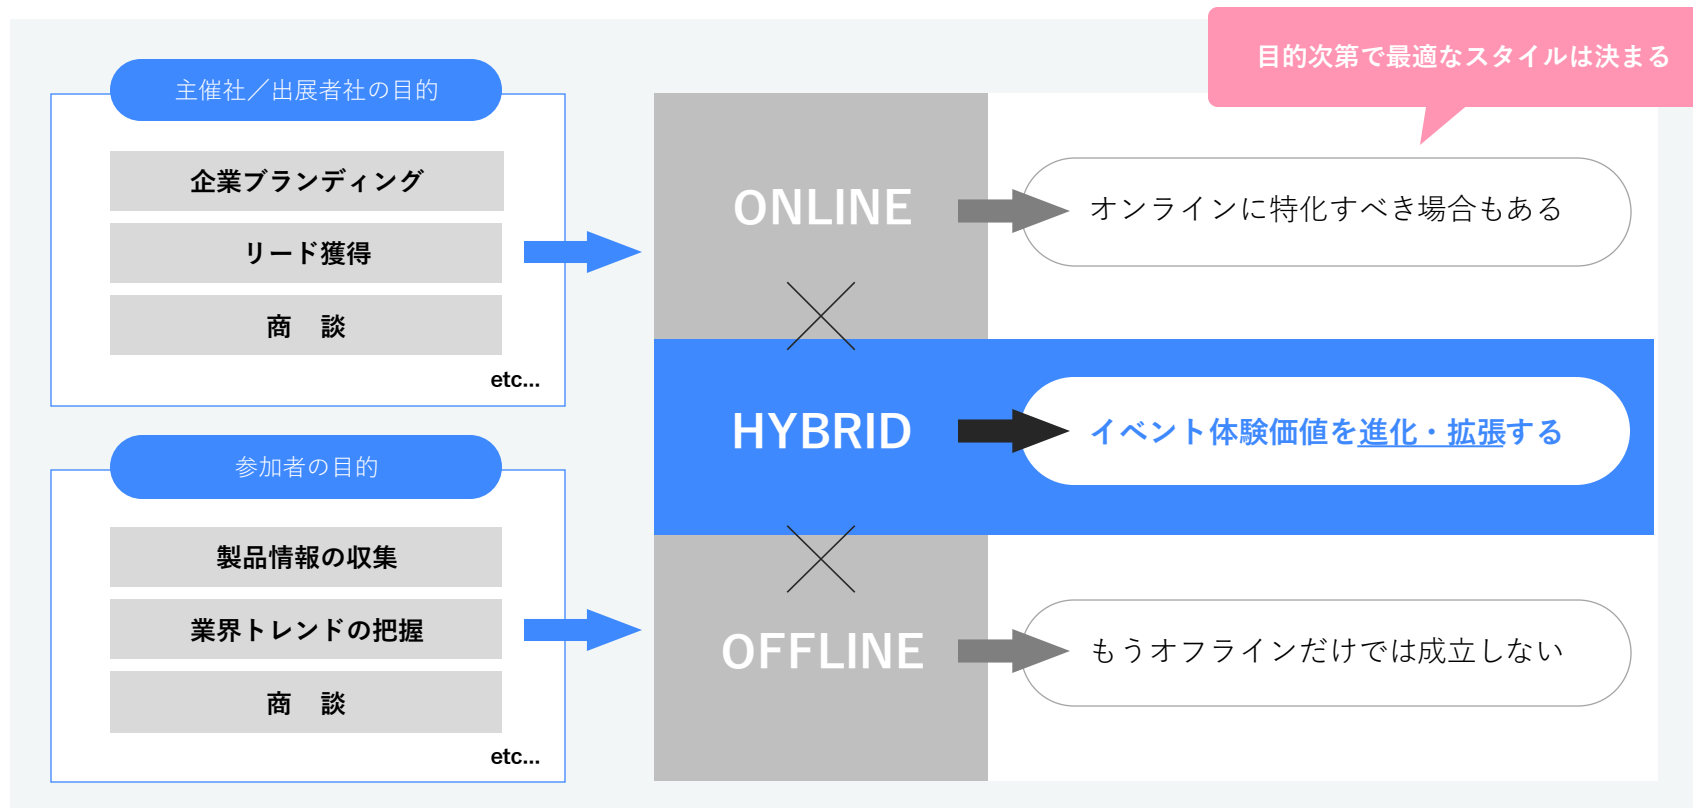 目的次第で最適なスタイルは決まる
主催社／出展者社の目的
企業ブランディング
リード獲得
商　談
etc...
参加者の目的
製品情報の収集
業界トレンドの把握
商　談
etc...
ONLINE
オンラインに特化すべき場合もある
HYBRID
イベント体験価値を進化・拡張する
OFFLINE
もうオフラインだけでは成立しない